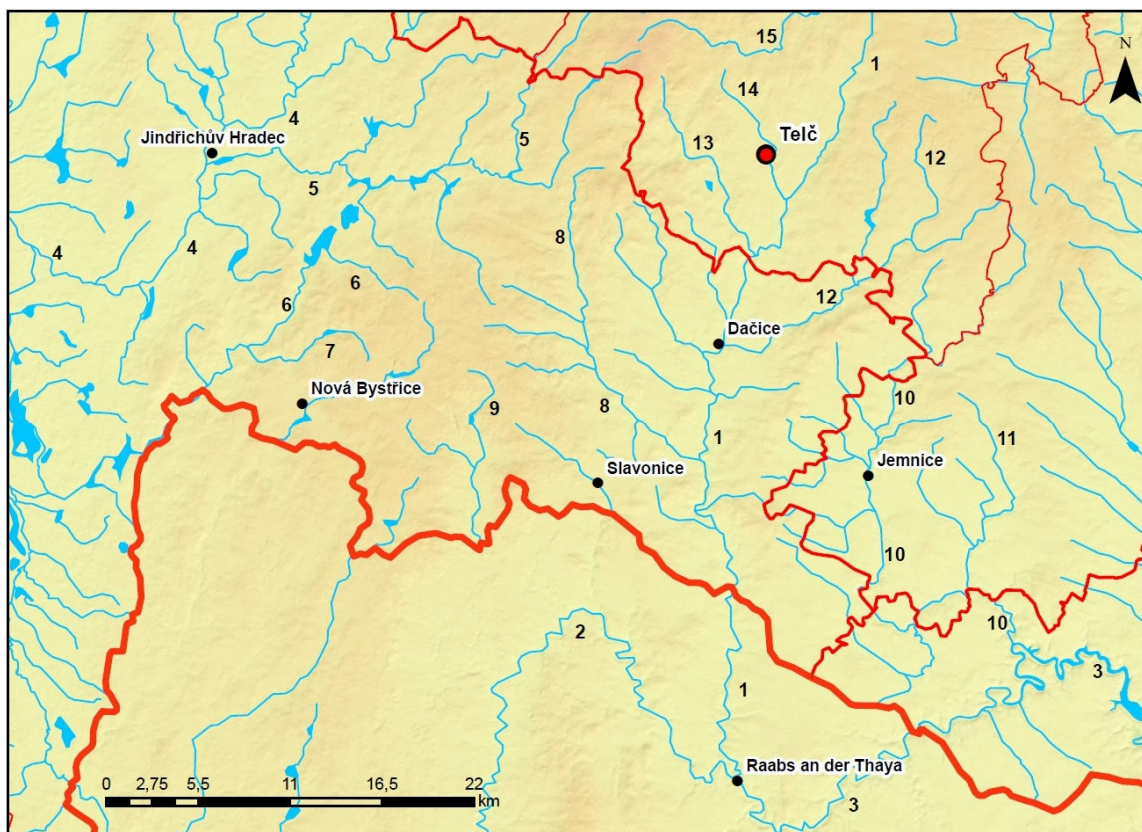 15
1
N
14
4
Telč
Jindřichův Hradec
5
13
12
5
4
4
8
6
6
12
7
Dačice
Nová Bystřice
10
9
8
11
1
Jemnice
Slavonice
10
2
10
3
1
Raabs an der Thaya
0 2,75 5,5 11 16,5 22
km
3